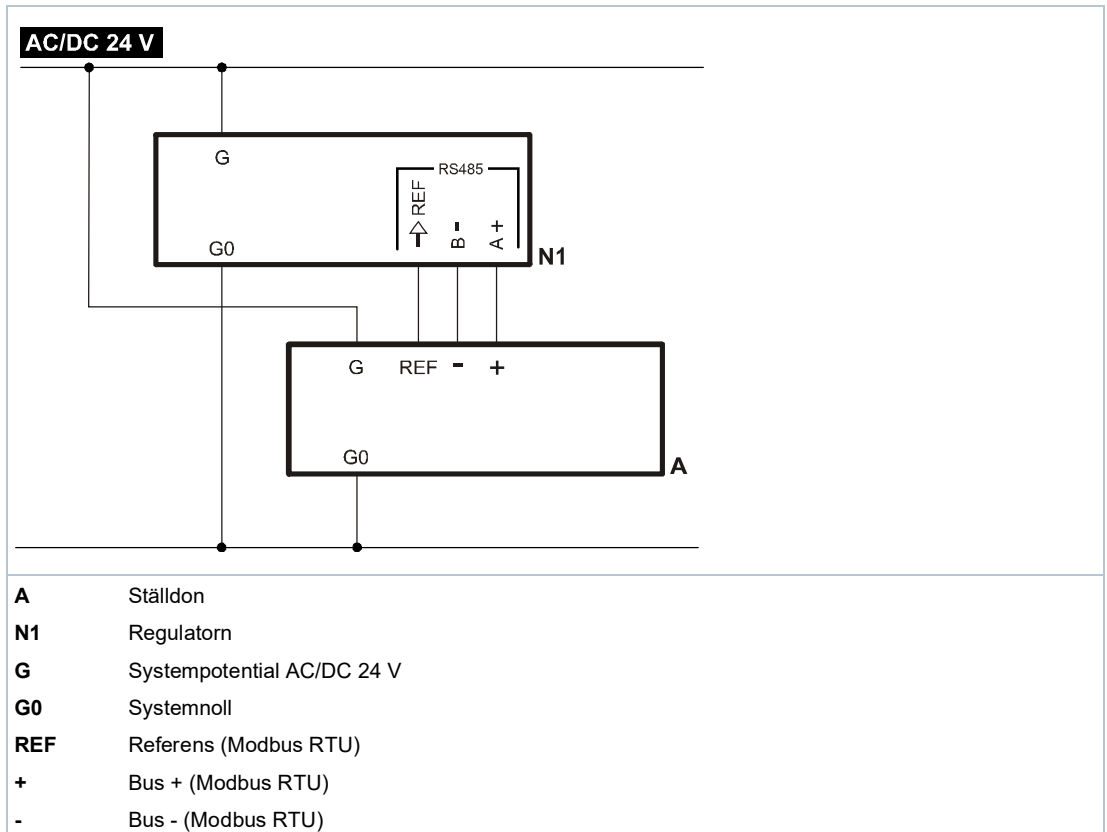 AC/DC 24 V
G
RS485
REF
B -
A +
G0
N1
G REF - +
G0
A
A Ställdon
N1 Regulatorn
G Systempotential AC/DC 24 V
G0 Systemnoll
REF Referens (Modbus RTU)
+ Bus + (Modbus RTU)
- Bus - (Modbus RTU)